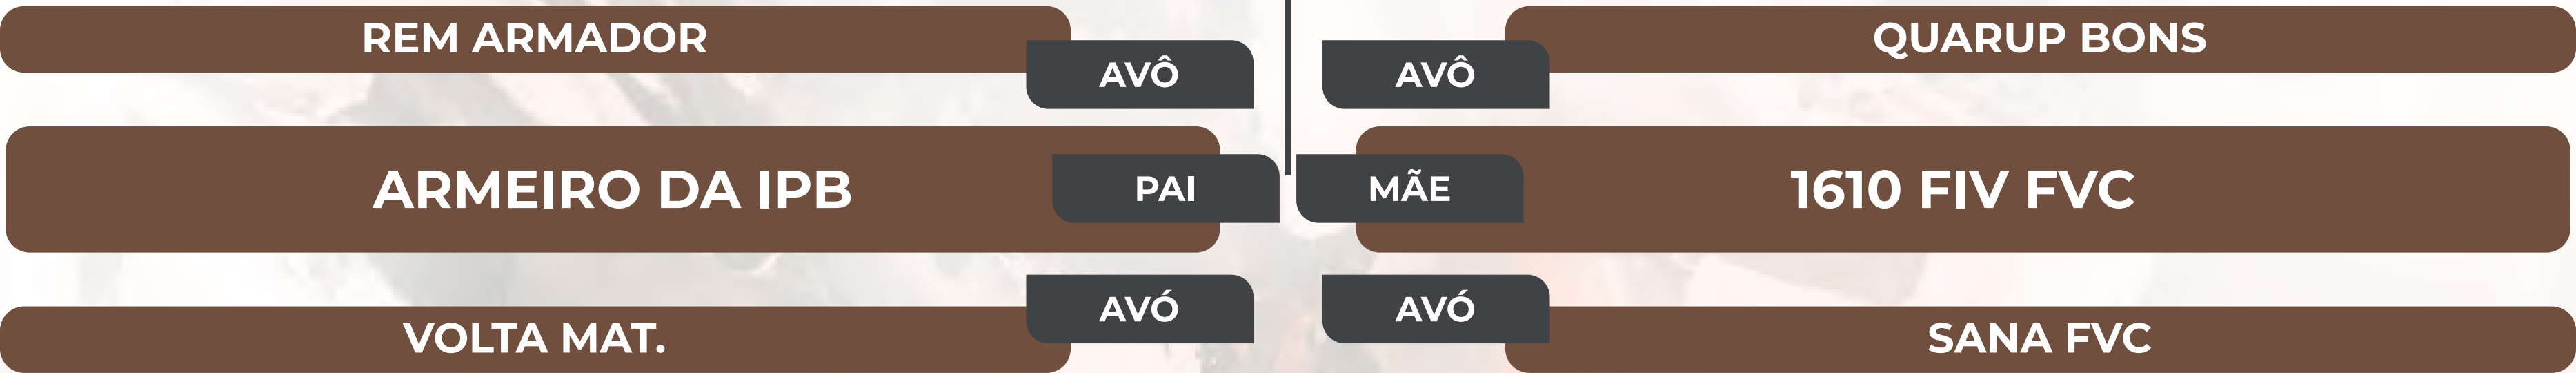 REM ARMADOR
AVÔ
ARMEIRO DA IPB
PAI
AVÓ
VOLTA MAT.
QUARUP BONS
AVÔ
MÃE
1610 FIV FVC
AVÓ
SANA FVC